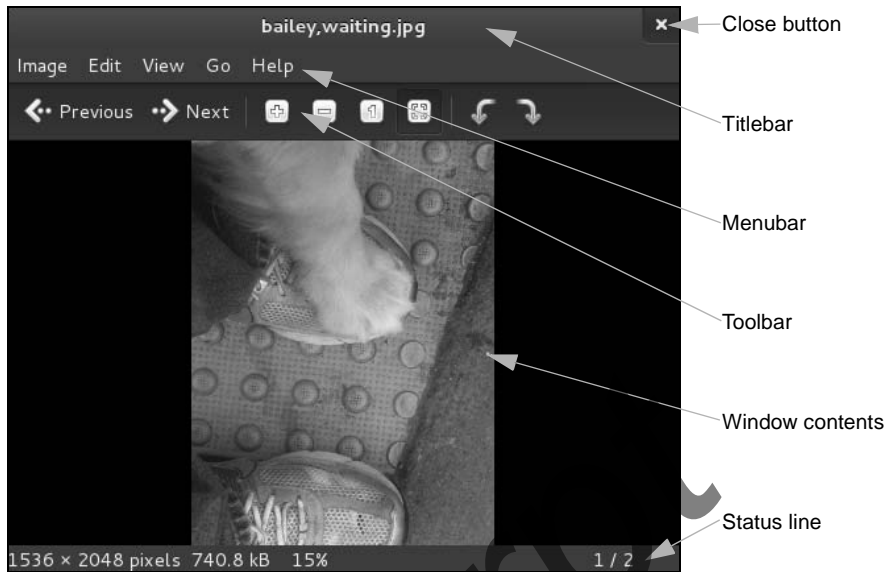 bailey,waiting.jpg
Close button
Image Edit View Go Help
Previous Next
1
Titlebar
Menubar
Toolbar
Window contents
Status line
1536 × 2048 pixels 740.8 kB 15% 1 / 2